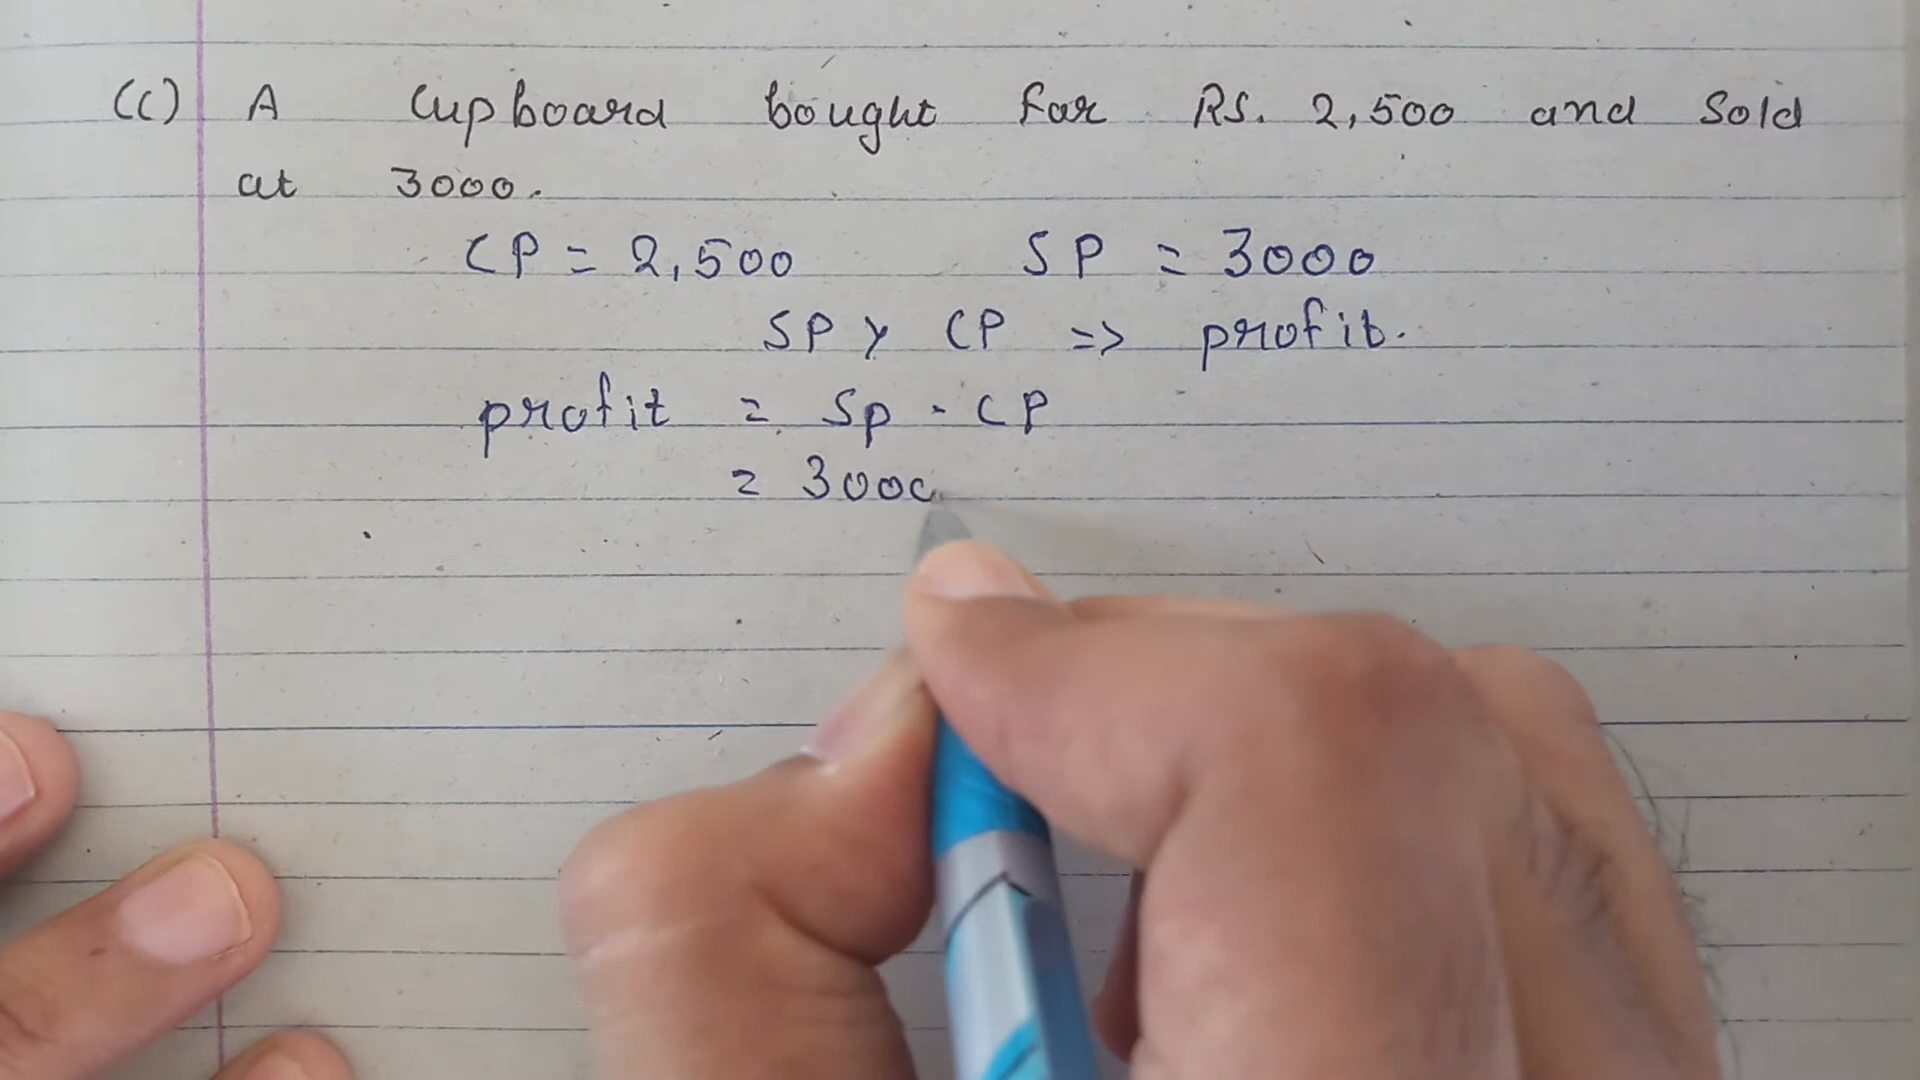 (C) A Cupboard bought for RS. 2,500 and Sold
at 3000.
CP = 2,500 SP = 3000
SP > CP => profit.
profit = Sp - CP
= 3000